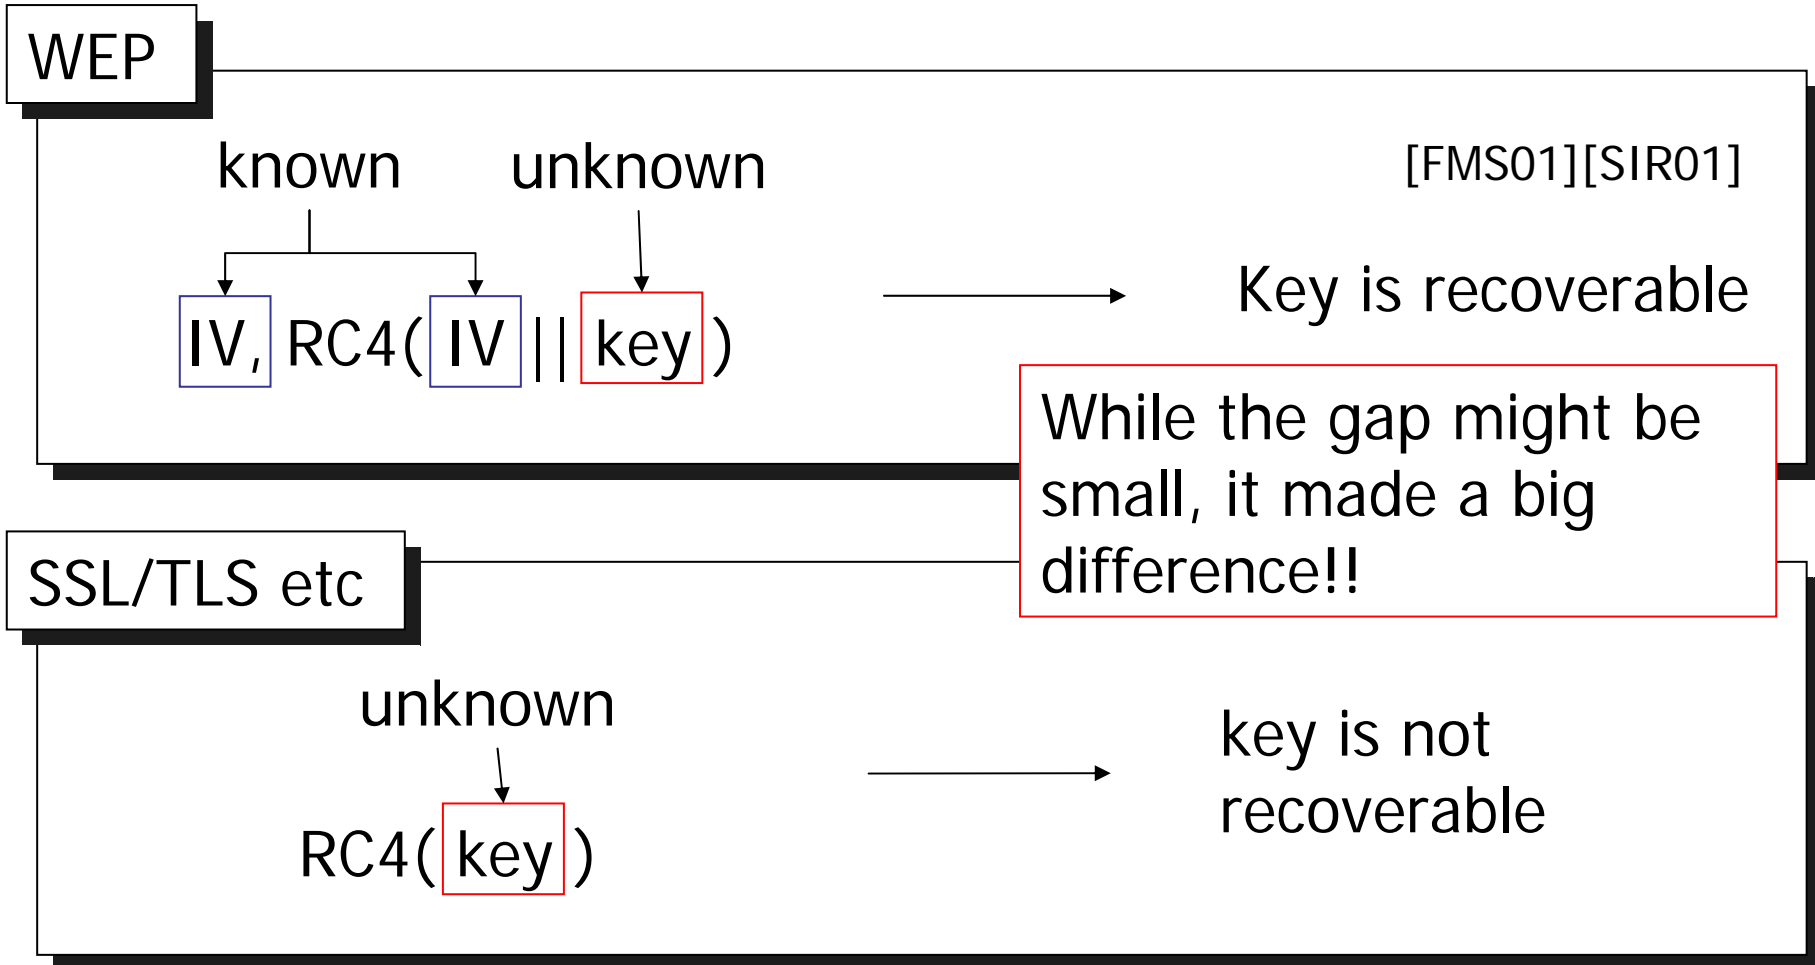 WEP
known unknown
[FMS01][SIR01]
IV, RC4( IV || key )
Key is recoverable
While the gap might be
small, it made a big
difference!!
SSL/TLS etc
unknown
RC4( key )
key is not
recoverable